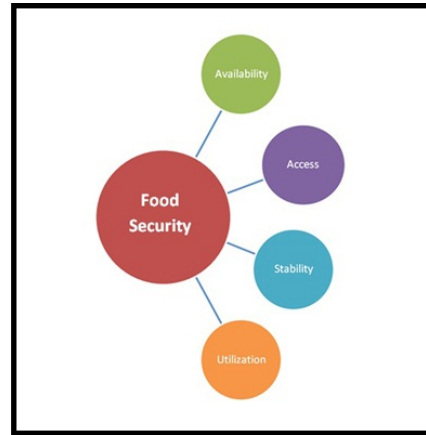 Availability
Access
Food
Security
Stability
Utilization